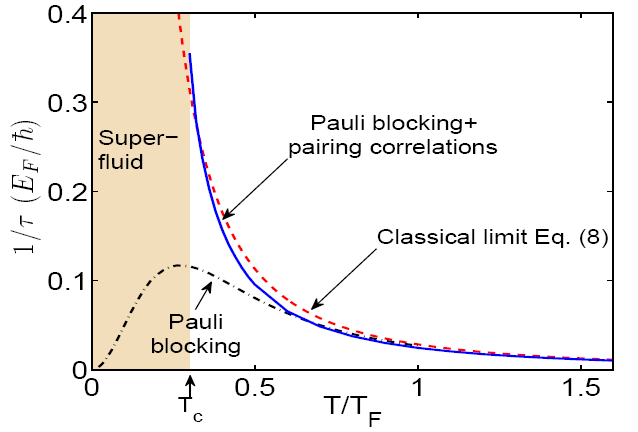 0.4
0.3
0.2
0.1
0
1/τ (E_F/ħ)
Super−
fluid
Pauli blocking+
pairing correlations
Classical limit Eq. (8)
Pauli
blocking
0
0.5
1
1.5
T_c
T/T_F